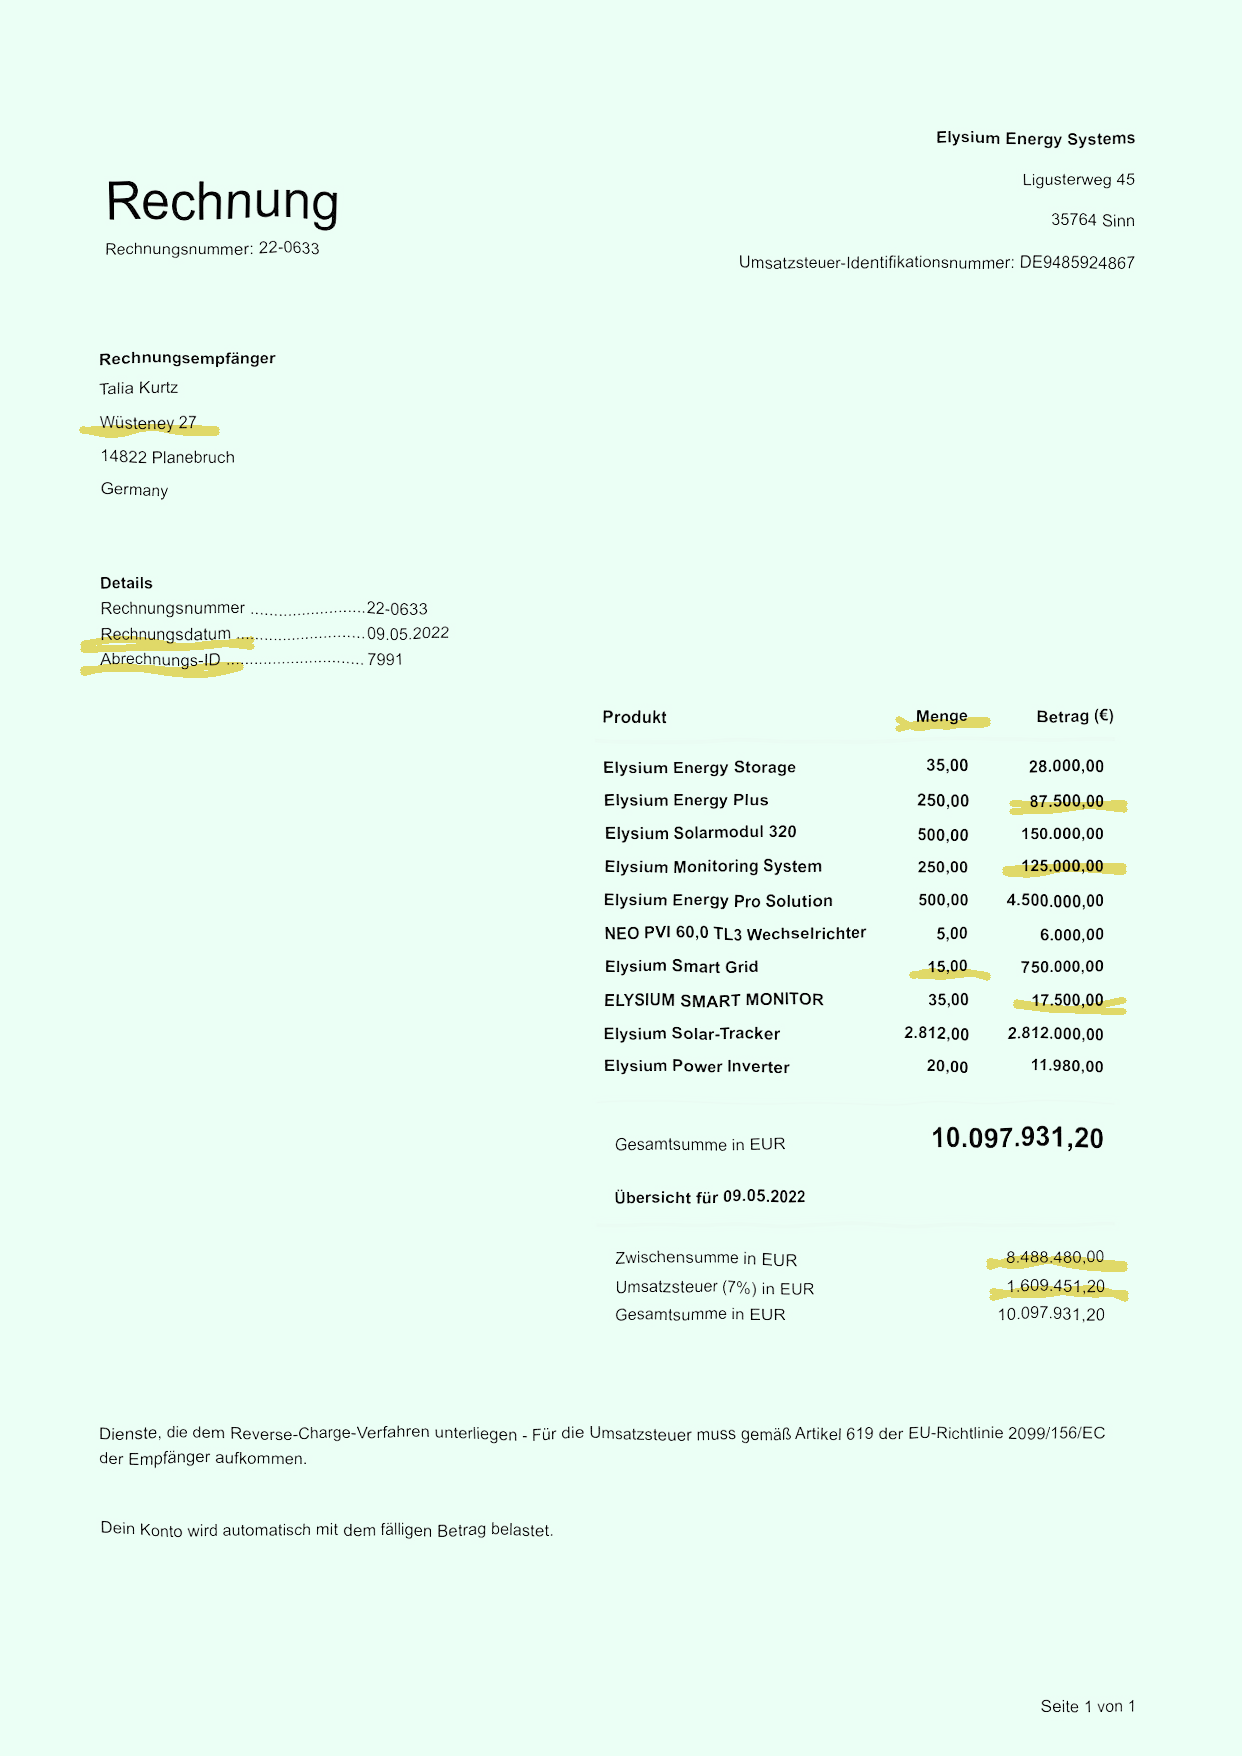 Elysium Energy Systems
Ligusterweg 45
35764 Sinn
Umsatzsteuer-Identifikationsnummer: DE9485924867
Rechnung
Rechnungsnummer: 22-0633
Rechnungsempfänger
Talia Kurtz
Wüsteney 27
14822 Planebruch
Germany
Details
Rechnungsnummer ........................22-0633
Rechnungsdatum ...........................09.05.2022
Abrechnungs-ID .............................7991
Produkt Menge Betrag (€)
Elysium Energy Storage 35,00 28.000,00
Elysium Energy Plus 250,00 87.500,00
Elysium Solarmodul 320 500,00 150.000,00
Elysium Monitoring System 250,00 125.000,00
Elysium Energy Pro Solution 500,00 4.500.000,00
NEO PVI 60,0 TL3 Wechselrichter 5,00 6.000,00
Elysium Smart Grid 15,00 750.000,00
ELYSIUM SMART MONITOR 35,00 17.500,00
Elysium Solar-Tracker 2.812,00 2.812.000,00
Elysium Power Inverter 20,00 11.980,00
Gesamtsumme in EUR 10.097.931,20
Übersicht für 09.05.2022
Zwischensumme in EUR 8.488.480,00
Umsatzsteuer (7%) in EUR 1.609.451,20
Gesamtsumme in EUR 10.097.931,20
Dienste, die dem Reverse-Charge-Verfahren unterliegen - Für die Umsatzsteuer muss gemäß Artikel 619 der EU-Richtlinie 2099/156/EC
der Empfänger aufkommen.
Dein Konto wird automatisch mit dem fälligen Betrag belastet.
Seite 1 von 1